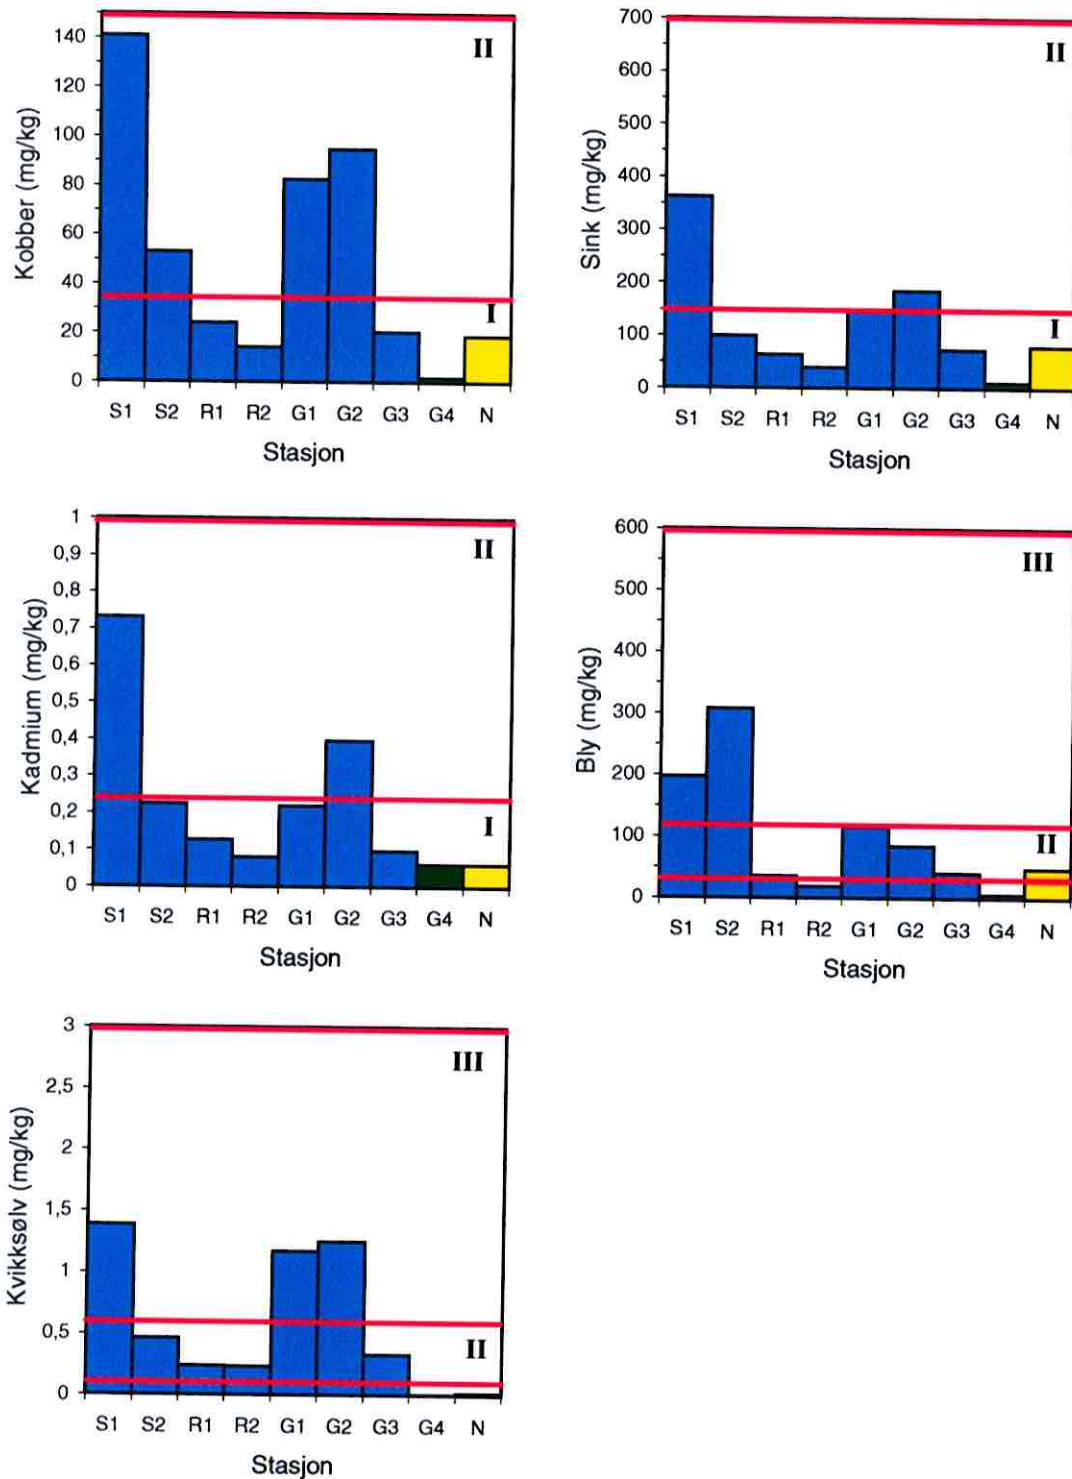 Kobber (mg/kg)
140
120
100
80
60
40
20
0
II
I
S1 S2 R1 R2 G1 G2 G3 G4 N
Stasjon
Sink (mg/kg)
700
600
500
400
300
200
100
0
II
I
S1 S2 R1 R2 G1 G2 G3 G4 N
Stasjon
Kadmium (mg/kg)
1
0,9
0,8
0,7
0,6
0,5
0,4
0,3
0,2
0,1
0
II
I
S1 S2 R1 R2 G1 G2 G3 G4 N
Stasjon
Bly (mg/kg)
600
500
400
300
200
100
0
III
II
S1 S2 R1 R2 G1 G2 G3 G4 N
Stasjon
Kvikksølv (mg/kg)
3
2,5
2
1,5
1
0,5
0
III
II
S1 S2 R1 R2 G1 G2 G3 G4 N
Stasjon